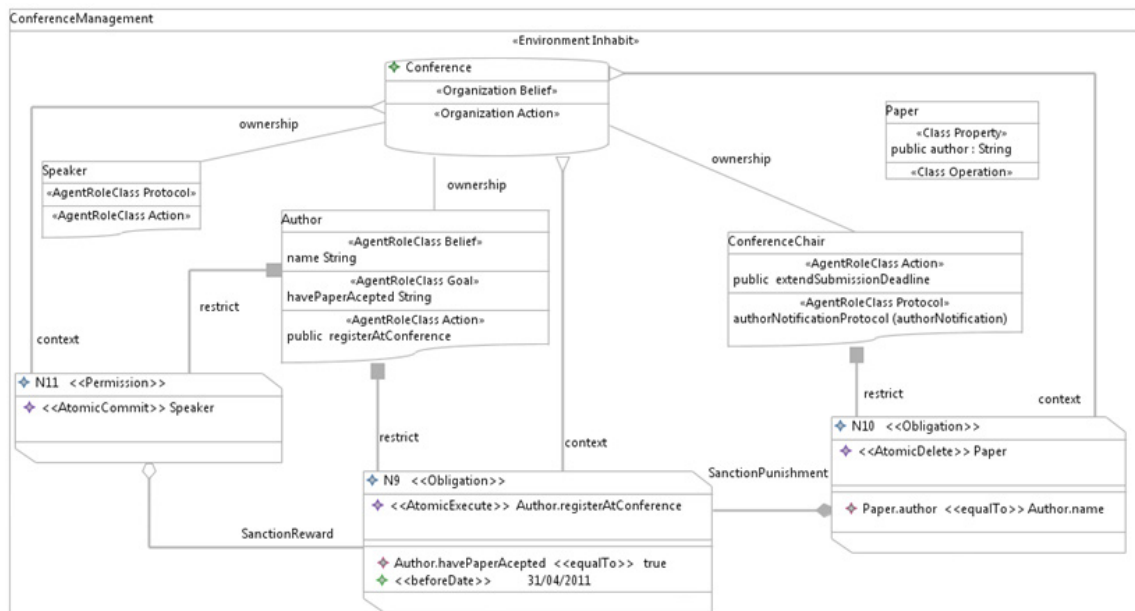 ConferenceManagement
«Environment Inhabit»
Conference
«Organization Belief»
«Organization Action»
ownership
ownership
ownership
Paper
«Class Property»
public author : String
«Class Operation»
Speaker
«AgentRoleClass Protocol»
«AgentRoleClass Action»
Author
«AgentRoleClass Belief»
name String
«AgentRoleClass Goal»
havePaperAcepted String
«AgentRoleClass Action»
public registerAtConference
ConferenceChair
«AgentRoleClass Action»
public extendSubmissionDeadline
«AgentRoleClass Protocol»
authorNotificationProtocol (authorNotification)
restrict
context
N11 <<Permission>>
<<AtomicCommit>> Speaker
restrict
context
restrict
context
N10 <<Obligation>>
<<AtomicDelete>> Paper
Paper.author <<equalTo>> Author.name
SanctionPunishment
N9 <<Obligation>>
<<AtomicExecute>> Author.registerAtConference
Author.havePaperAcepted <<equalTo>> true
<<beforeDate>> 31/04/2011
SanctionReward